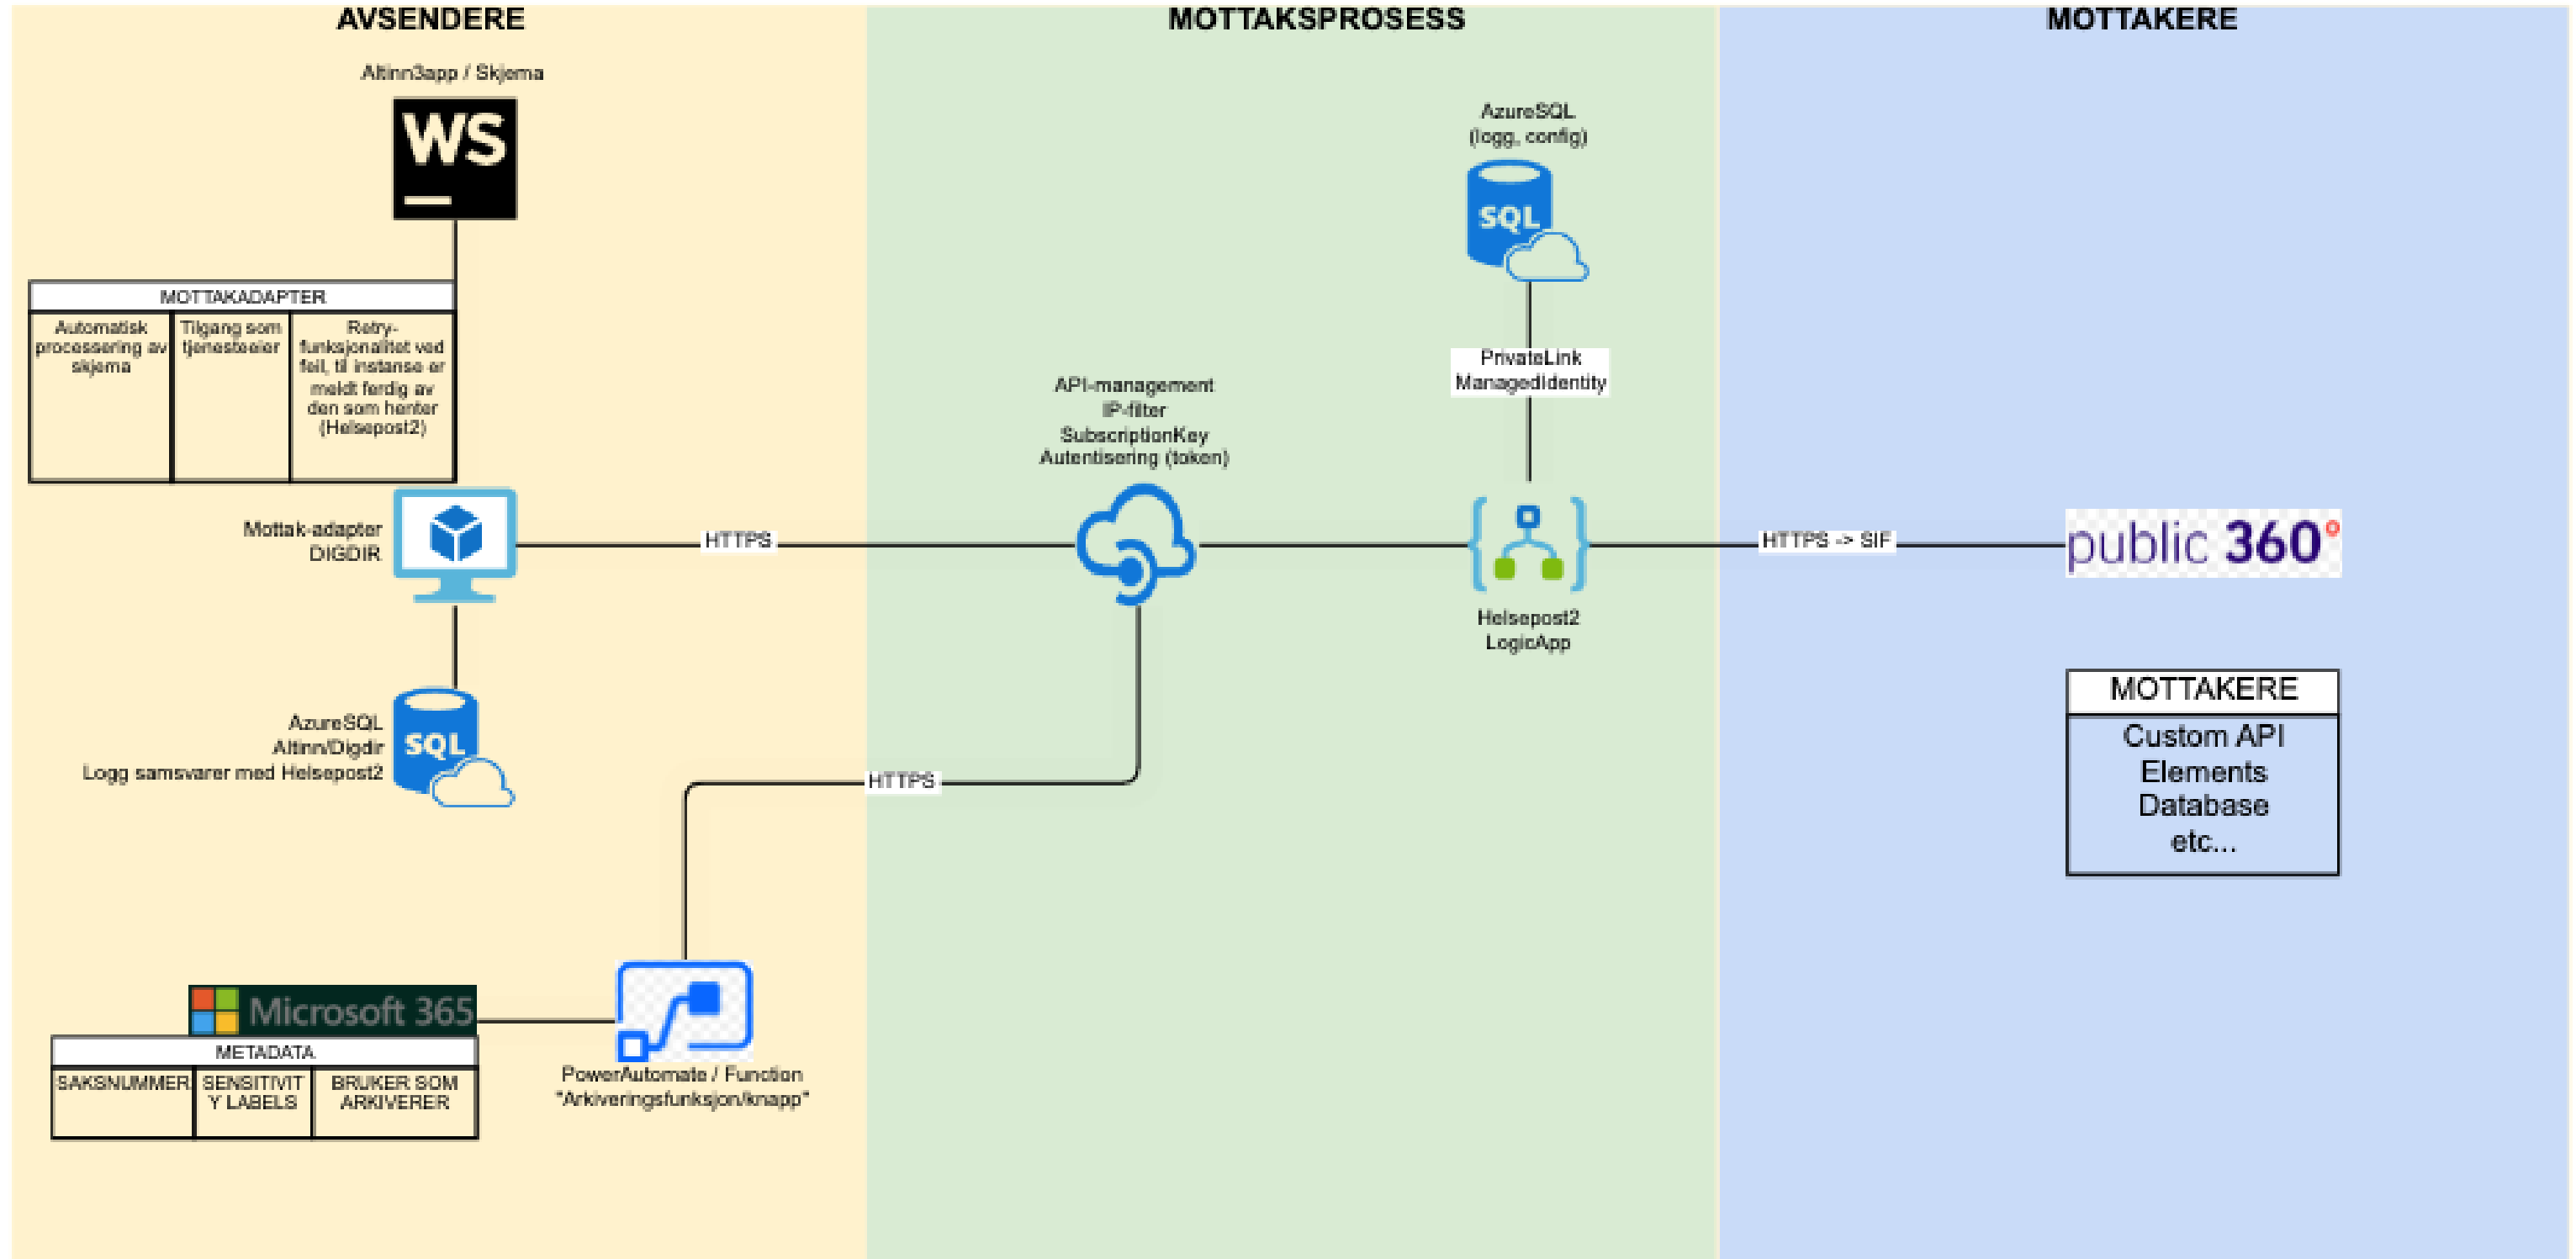 AVSENDERE
MOTTAKSPROSESS
MOTTAKERE
Altinn3app / Skjema
WS
MOTTAKADAPTER
Automatisk
processering av
skjema
Tilgang som
tjenesteeier
Retry-
funksjonalitet ved
feil, til instanse er
meldt ferdig av
den som henter
(Helsepost2)
Mottak-adapter
DIGDIR
HTTPS
AzureSQL
Altinn/Digdir
Logg samsvarer med Helsepost2
SQL
HTTPS
Microsoft 365
METADATA
SAKSNUMMER
SENSITIVIT
Y LABELS
BRUKER SOM
ARKIVERER
PowerAutomate / Function
"Arkiveringsfunksjon/knapp"
API-management
IP-filter
SubscriptionKey
Autentisering (token)
AzureSQL
(logg, config)
SQL
PrivateLink
ManagedIdentity
Helsepost2
LogicApp
HTTPS -> SIF
public 360°
MOTTAKERE
Custom API
Elements
Database
etc...